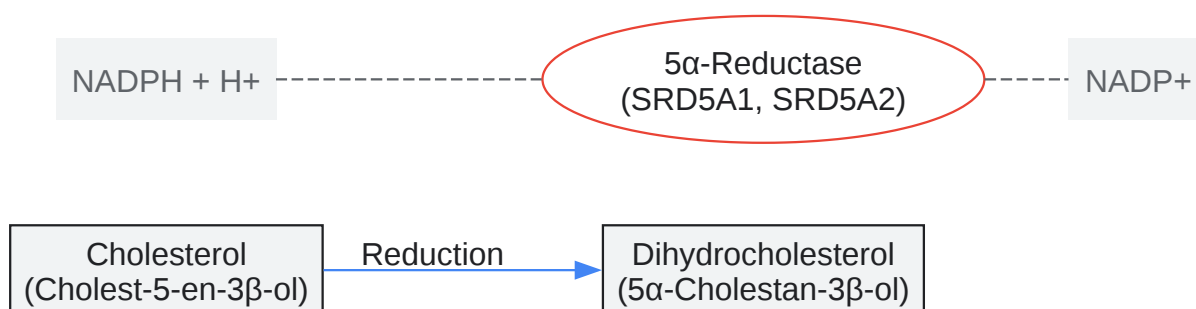 NADPH + H+
5α-Reductase
(SRD5A1, SRD5A2)
NADP+
Cholesterol
(Cholest-5-en-3β-ol)
Reduction
Dihydrocholesterol
(5α-Cholestan-3β-ol)